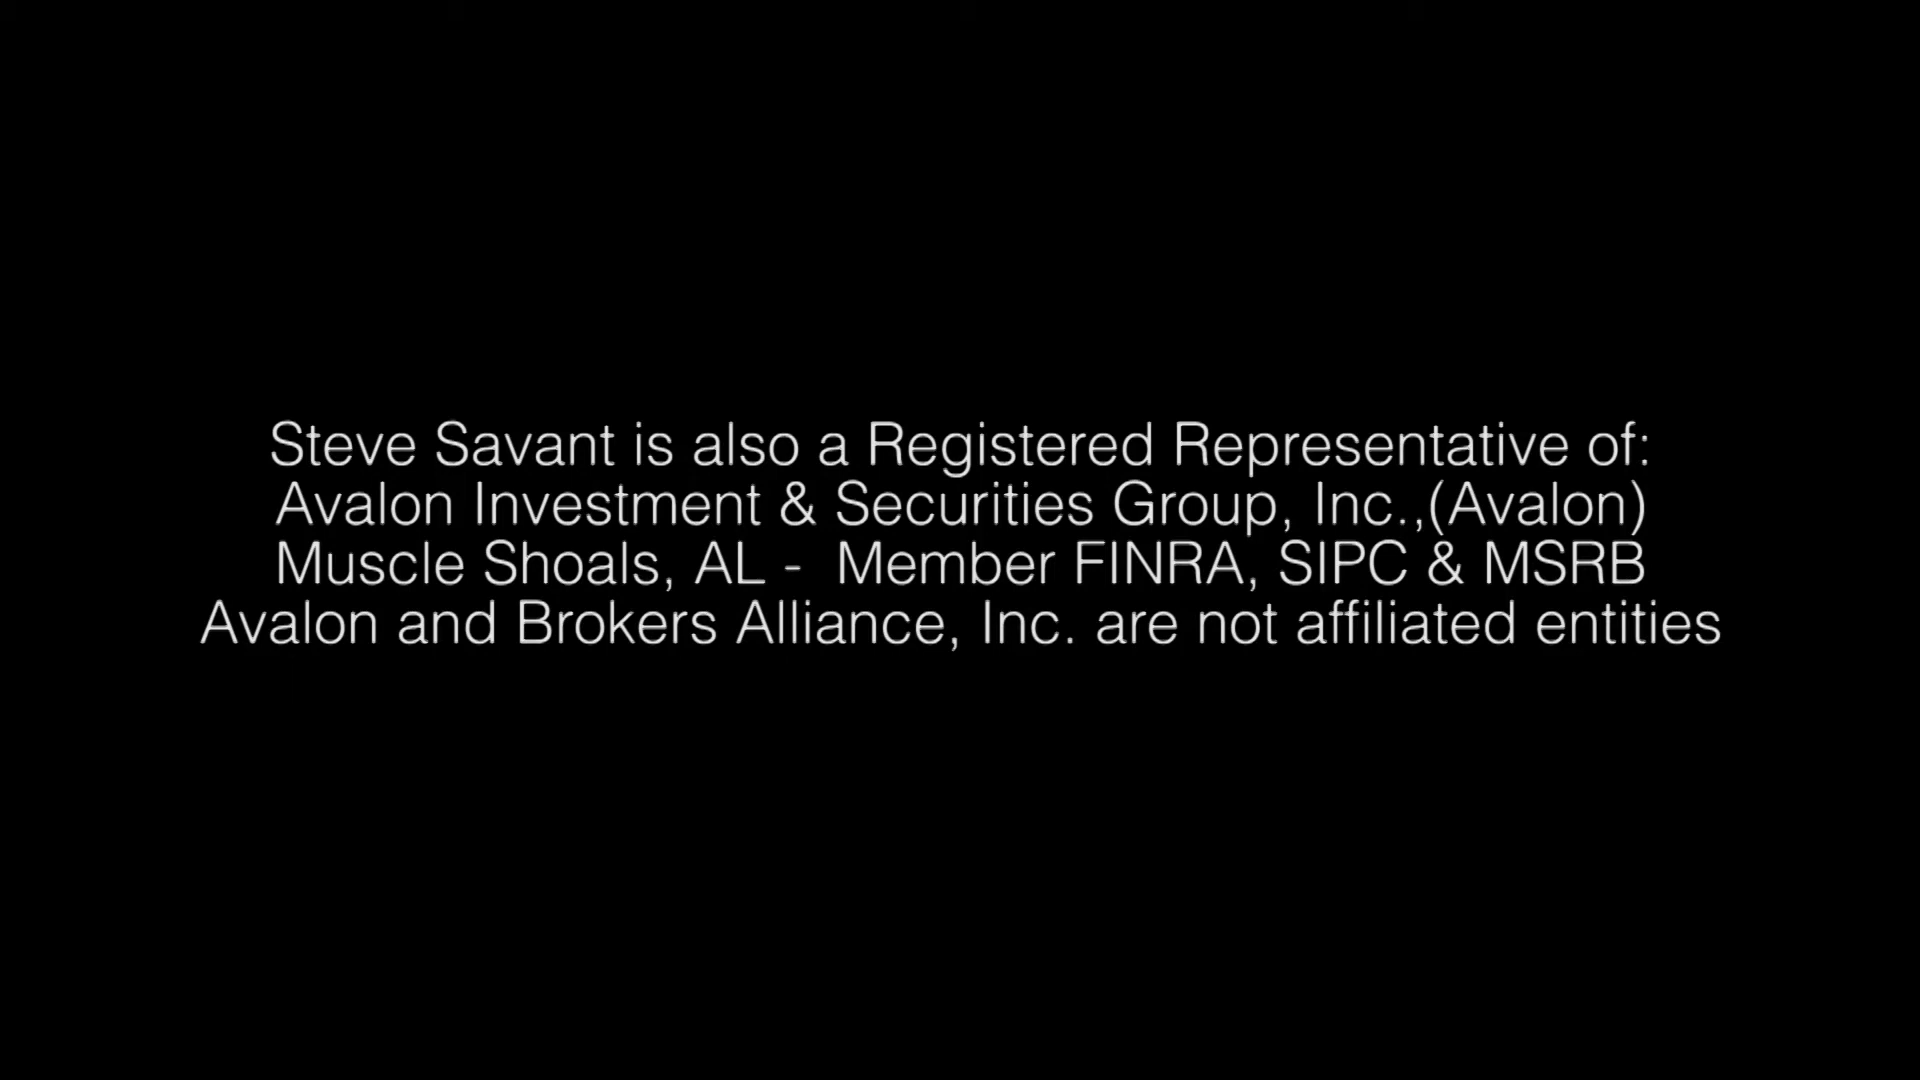 Steve Savant is also a Registered Representative of:
Avalon Investment & Securities Group, Inc.,(Avalon)
Muscle Shoals, AL -  Member FINRA, SIPC & MSRB
Avalon and Brokers Alliance, Inc. are not affiliated entities